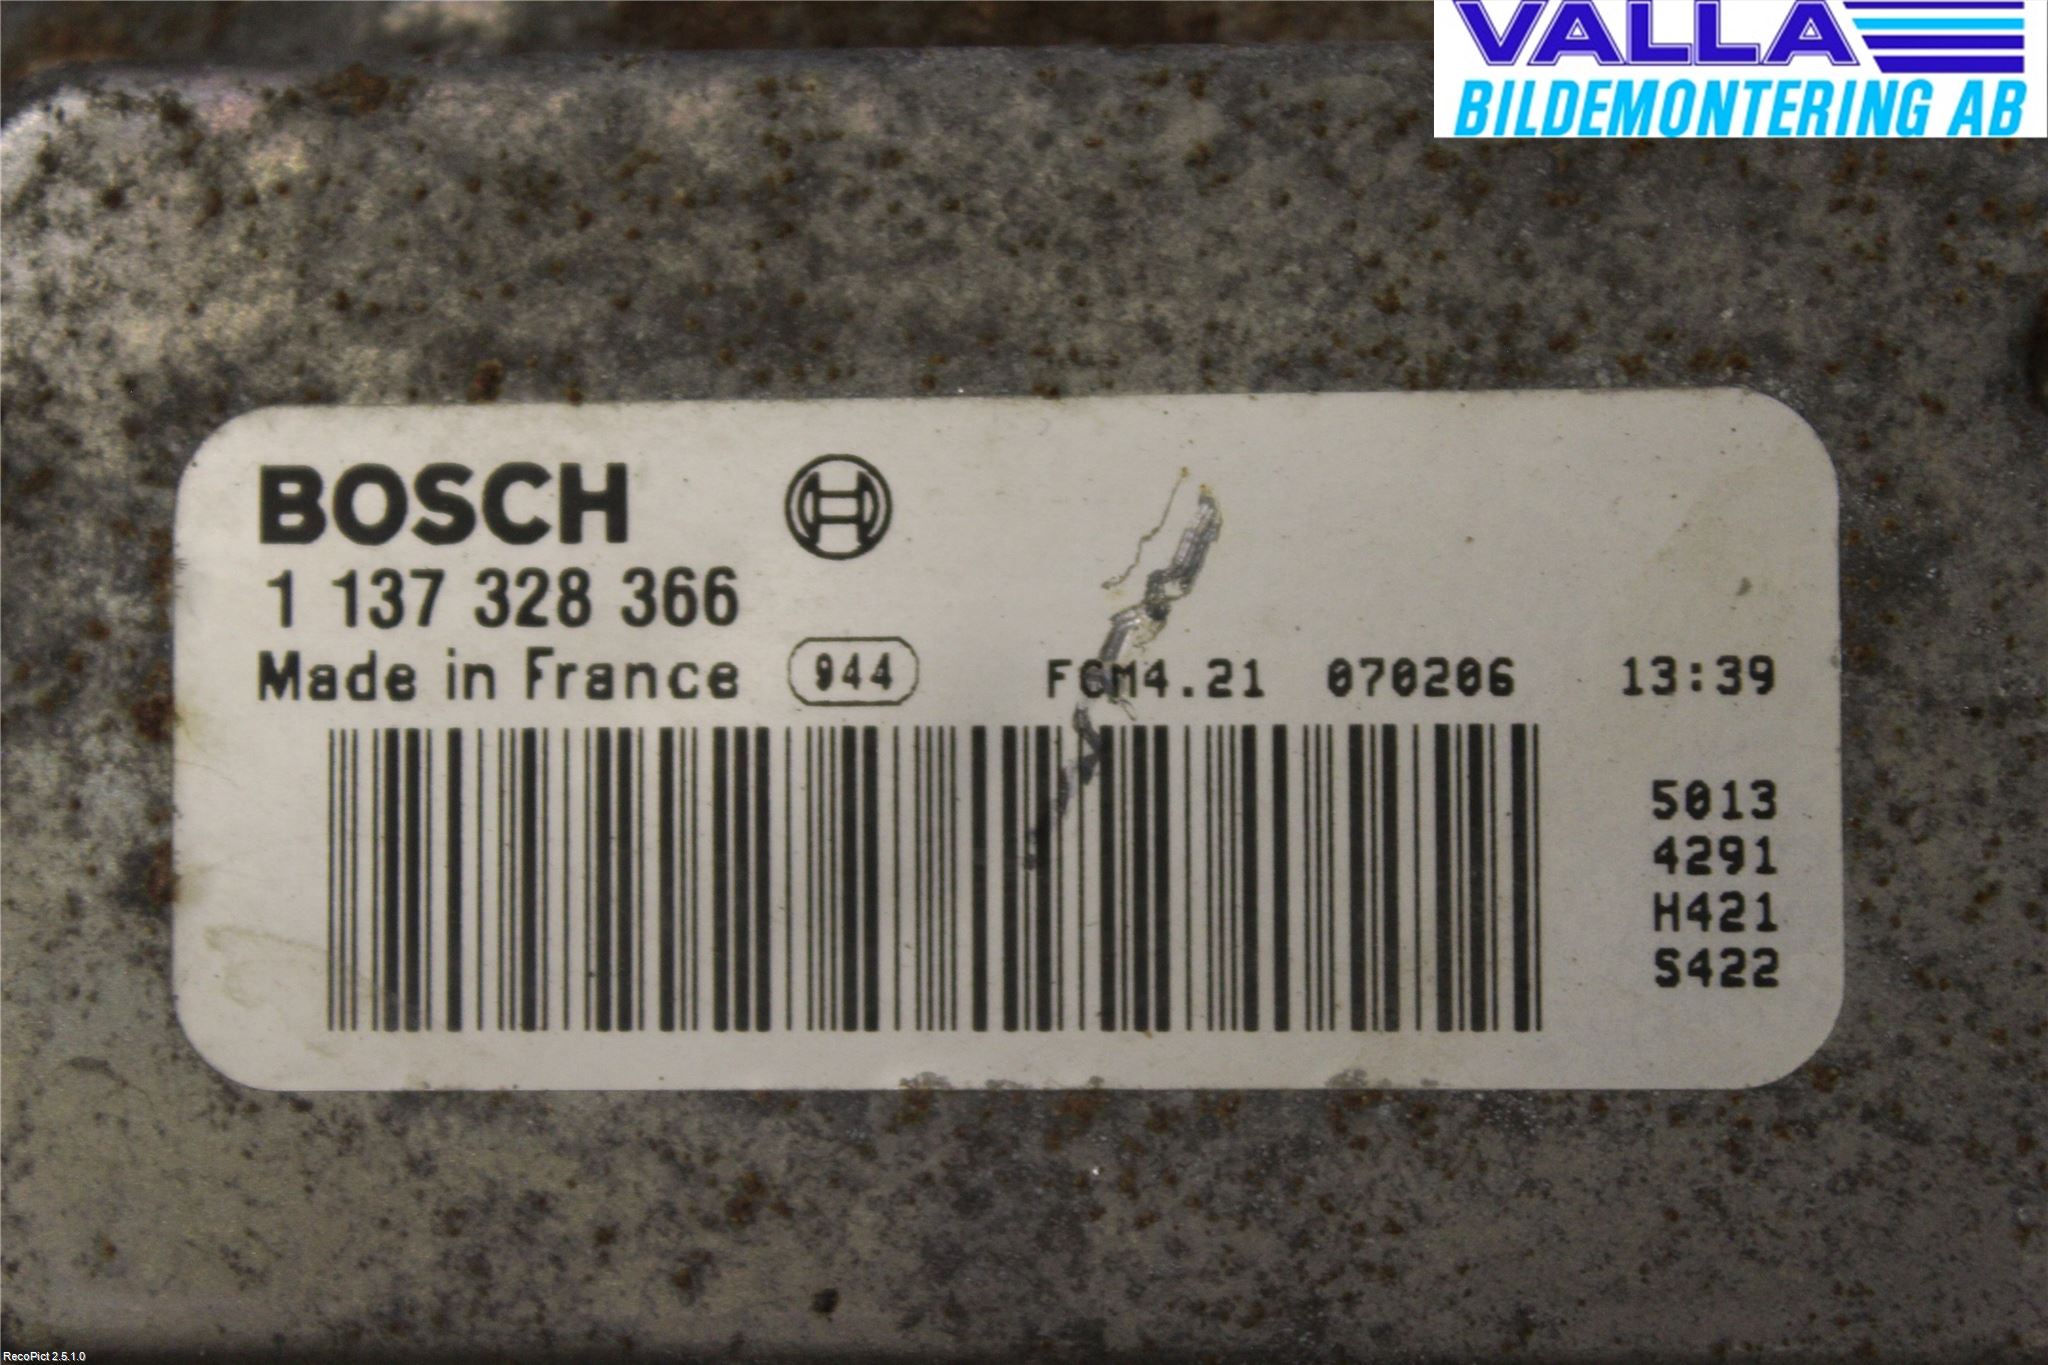 VALLA
BILDEMONTERING AB
BOSCH
1 137 328 366
Made in France 944 FGM4.21 070206 13:39
5013
4291
H421
S422
RecoPict 2.5.1.0